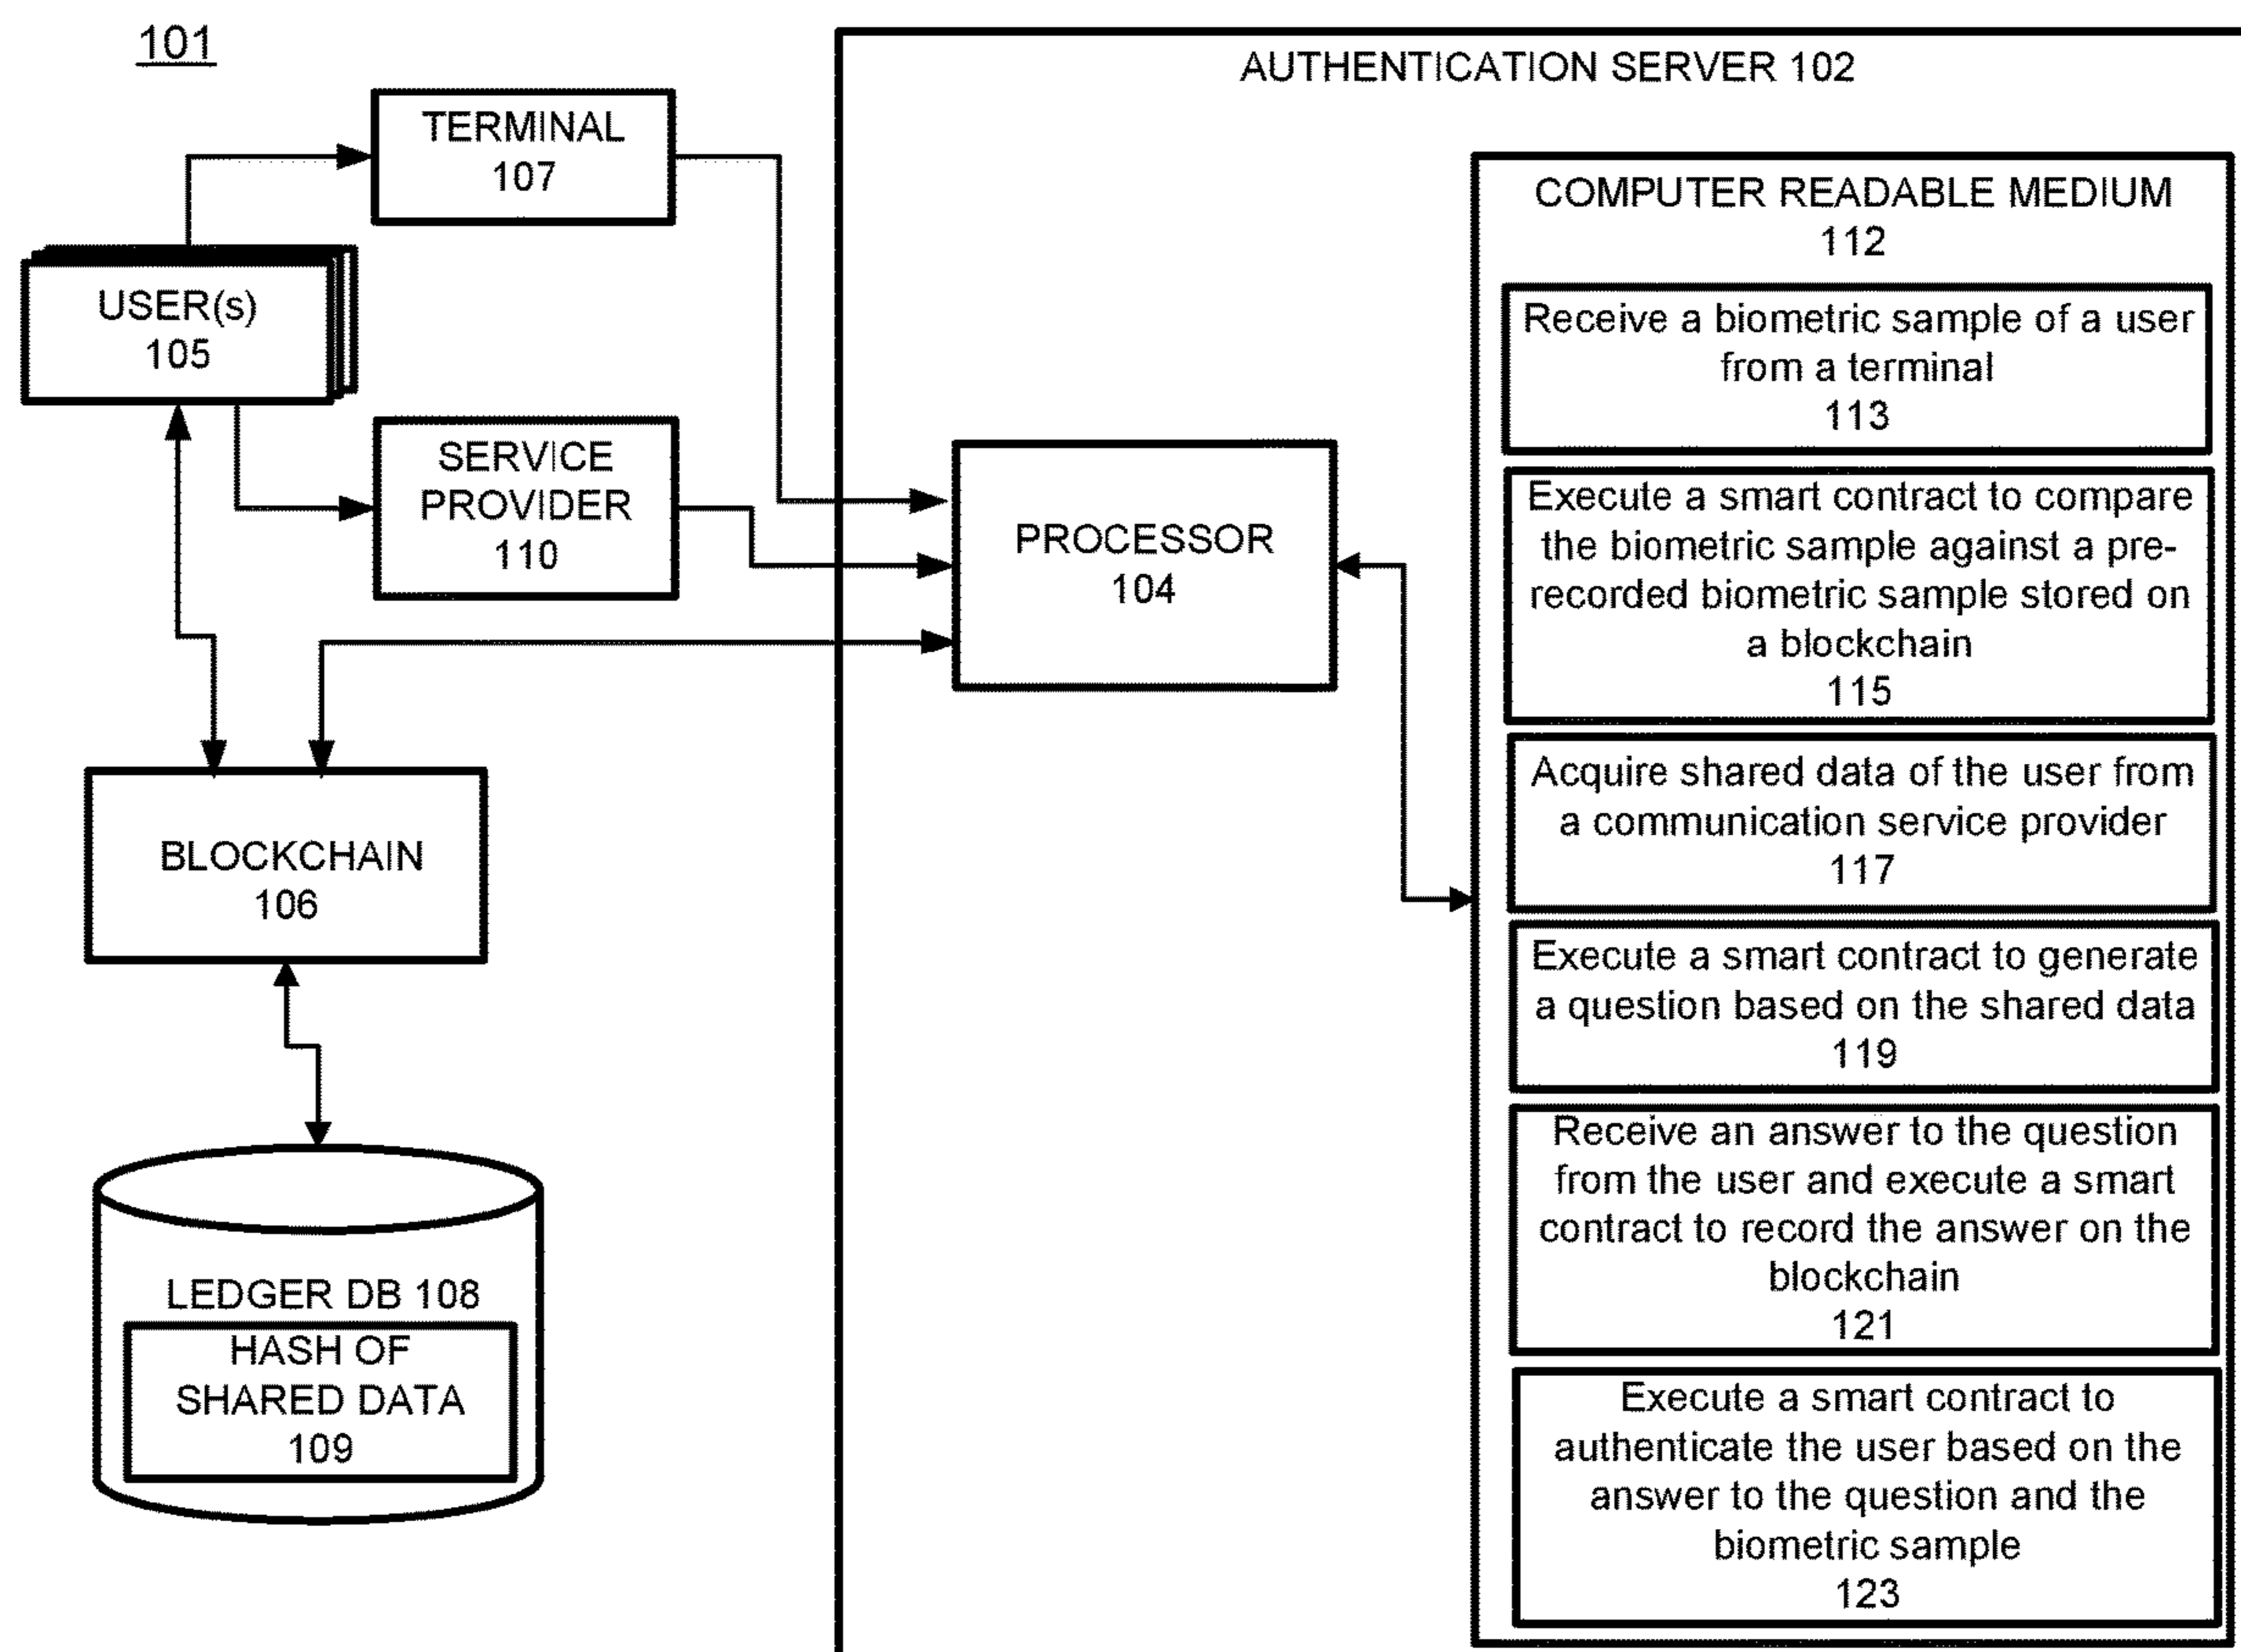 101
AUTHENTICATION SERVER 102
TERMINAL
107
USER(s)
105
SERVICE
PROVIDER
110
BLOCKCHAIN
106
LEDGER DB 108
HASH OF
SHARED DATA
109
PROCESSOR
104
COMPUTER READABLE MEDIUM
112
Receive a biometric sample of a user
from a terminal
113
Execute a smart contract to compare
the biometric sample against a pre-
recorded biometric sample stored on
a blockchain
115
Acquire shared data of the user from
a communication service provider
117
Execute a smart contract to generate
a question based on the shared data
119
Receive an answer to the question
from the user and execute a smart
contract to record the answer on the
blockchain
121
Execute a smart contract to
authenticate the user based on the
answer to the question and the
biometric sample
123